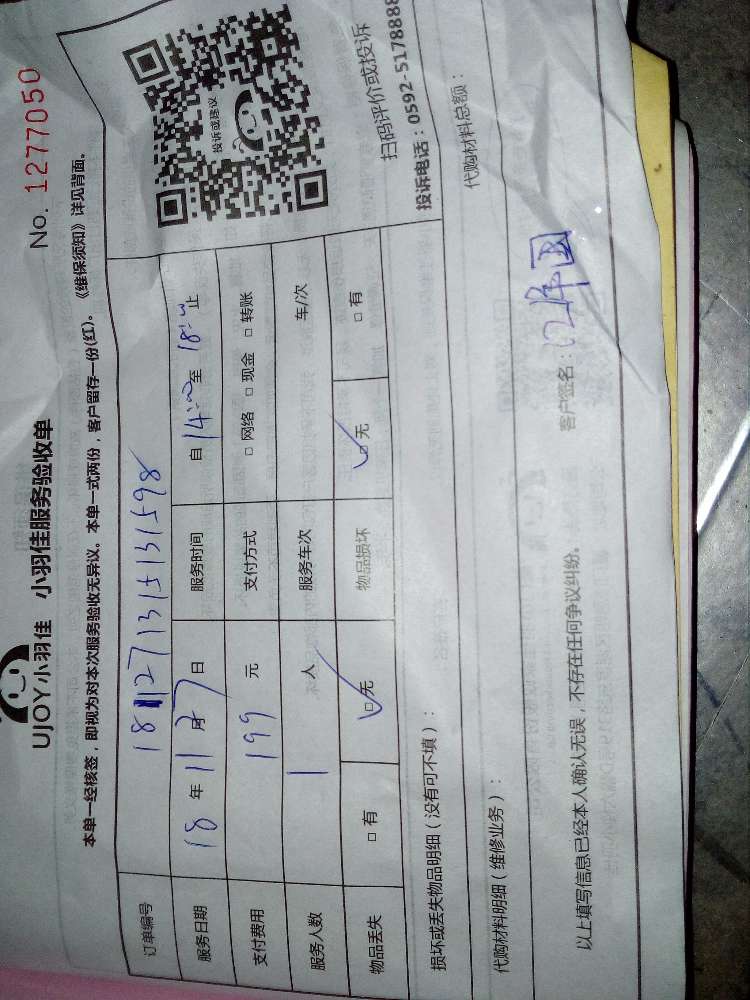 UJOY小羽佳 小羽佳服务验收单
No. 1277050
本单一经核签，即视为对本次服务验收无异议。本单一式两份，客户留存一份(红)。《维保须知》详见背面。
订单编号 181127131513 1598
服务日期 18 年 11 月 27 日 服务时间 自 14:00 至 18:00 止
支付费用 199 元 支付方式 □ 网络 □ 现金 □ 转账
服务人数 1 人 服务车次 车/次
物品丢失 □ 有 ☑ 无 物品损坏 ☑ 无 □ 有
投诉或建议
扫码评价或投诉
投诉电话：0592-5178888
损坏或丢失物品明细（没有可不填）：
代购材料明细（维修业务）： 代购材料总额：
以上填写信息已经本人确认无误，不存在任何争议纠纷。 客户签名：